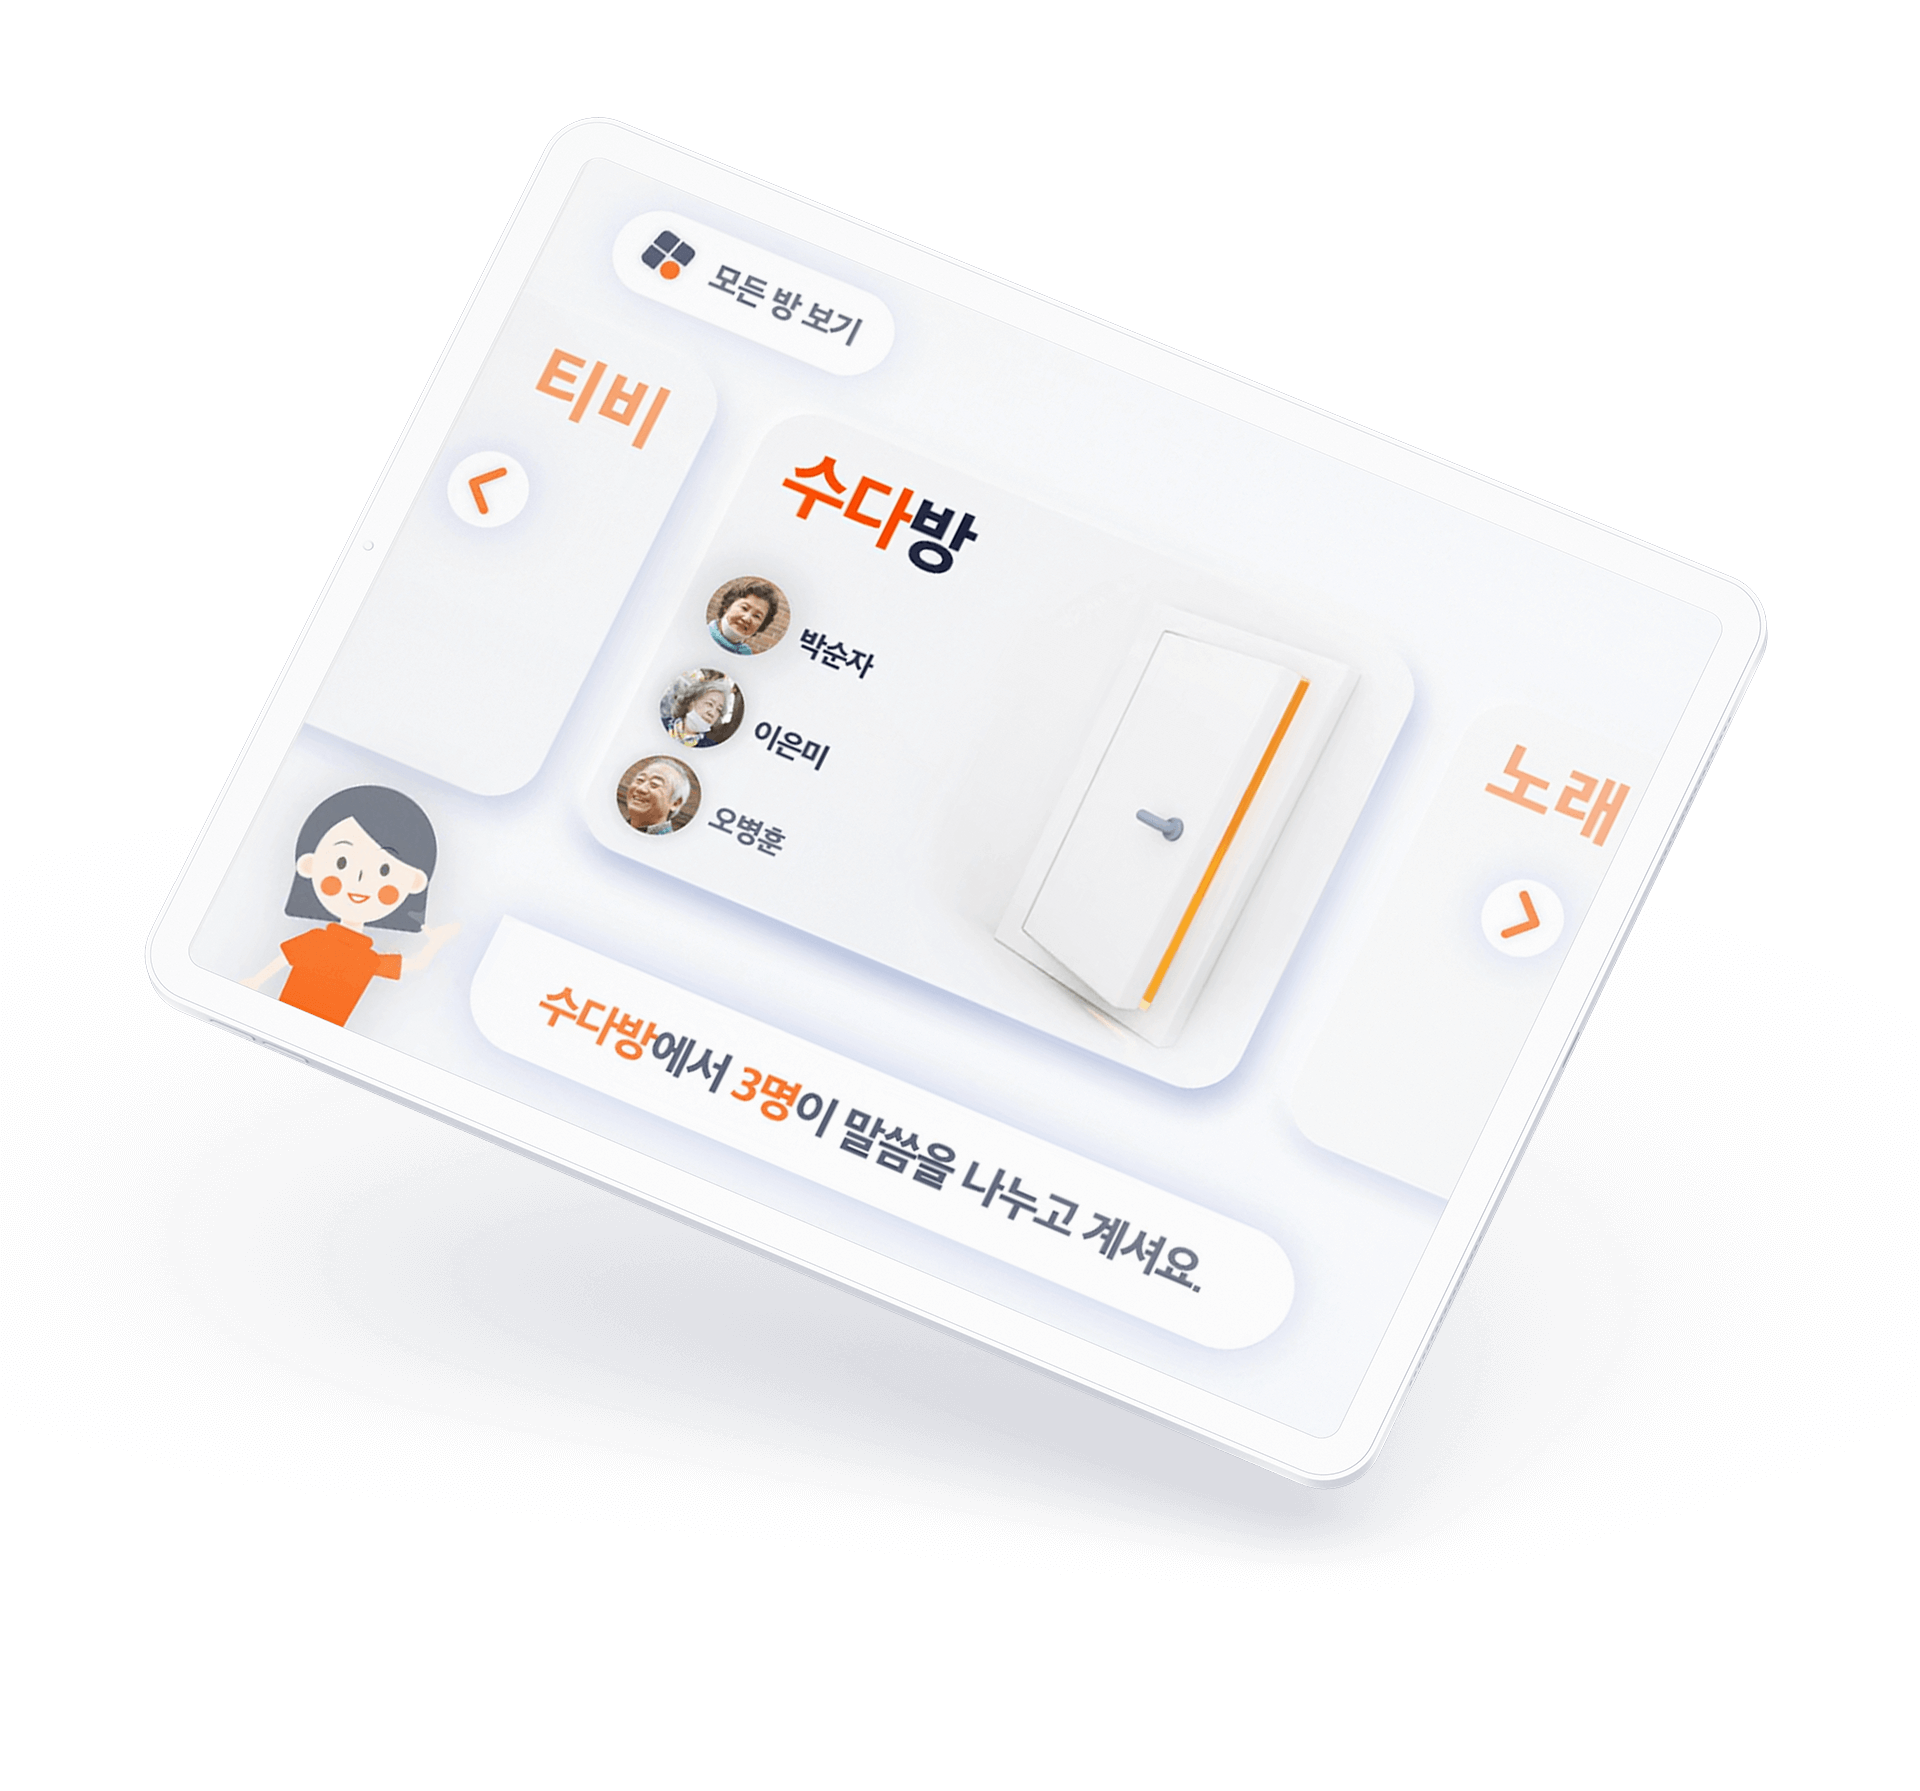 모든 방 보기
티비
수다방
박순자
이은미
오병훈
노래
수다방에서 3명이 말씀을 나누고 계셔요.